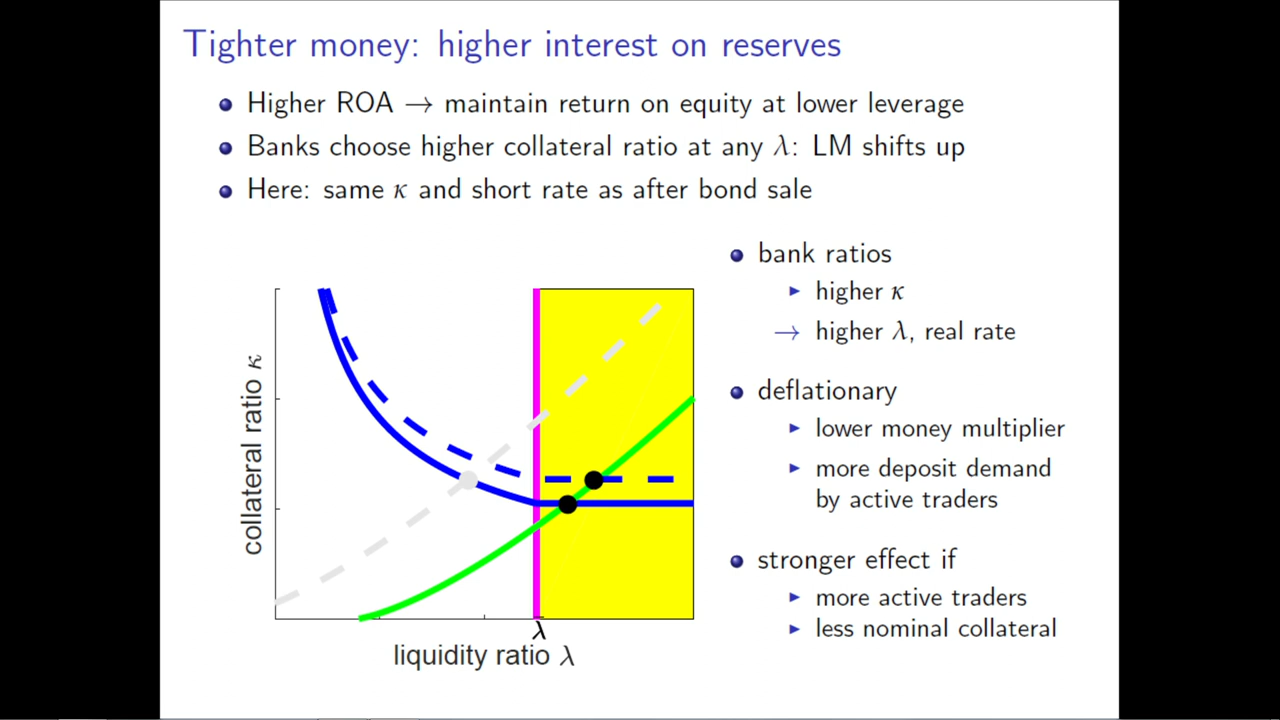 Tighter money: higher interest on reserves
Higher ROA → maintain return on equity at lower leverage
Banks choose higher collateral ratio at any λ: LM shifts up
Here: same κ and short rate as after bond sale
bank ratios
higher κ
→ higher λ, real rate
deflationary
lower money multiplier
more deposit demand
by active traders
stronger effect if
more active traders
less nominal collateral
collateral ratio κ
λ
liquidity ratio λ